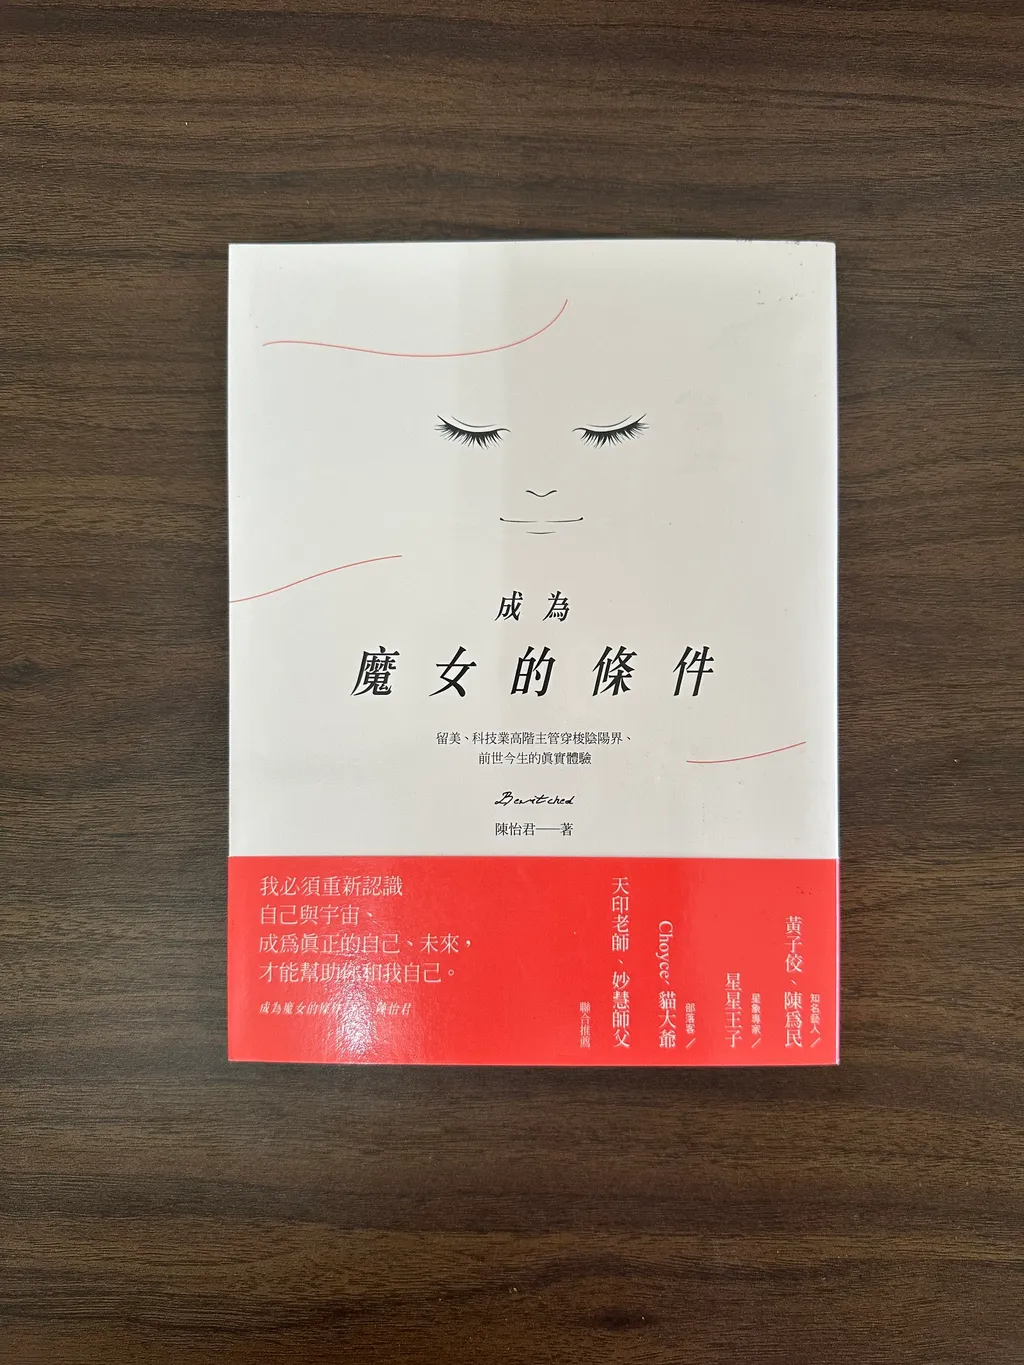 成為
魔女的條件
留美、科技業高階主管穿梭陰陽界、
前世今生的眞實體驗
Bewitched
陳怡君——著
我必須重新認識
自己與宇宙、
成爲眞正的自己、未來，
才能幫助你和我自己。
成為魔女的條件 陳怡君
知名藝人／
黃子佼、陳爲民
星象專家／
星星王子
部落客／
Choyce、貓大爺
天印老師、妙慧師父
聯合推薦